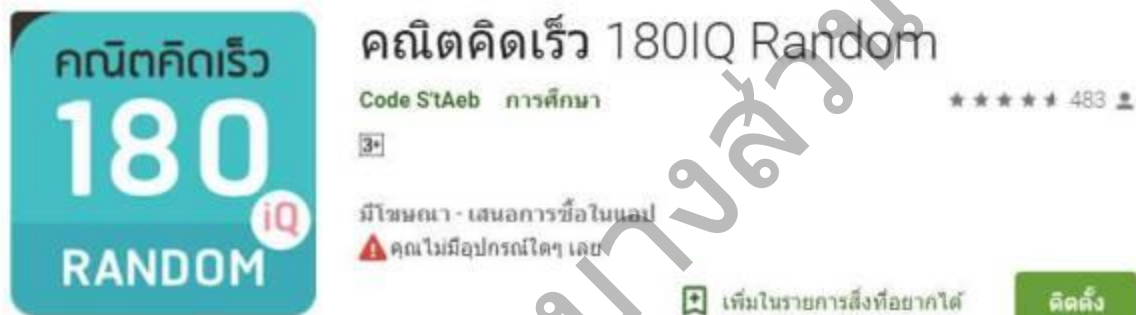 คณิตคิดเร็ว
180
iQ
RANDOM
คณิตคิดเร็ว 180IQ Random
Code S'tAeb การศึกษา
483
3+
มีโฆษณา - เสนอการซื้อในแอป
คุณไม่มีอุปกรณ์ใดๆ เลย
เพิ่มในรายการสิ่งที่อยากได้
ติดตั้ง